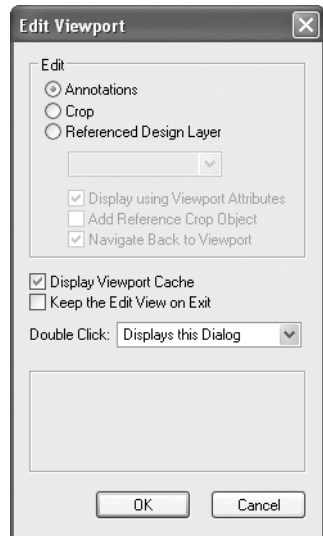 Edit Viewport
Edit
Annotations
Crop
Referenced Design Layer
Display using Viewport Attributes
Add Reference Crop Object
Navigate Back to Viewport
Display Viewport Cache
Keep the Edit View on Exit
Double Click: Displays this Dialog
OK Cancel